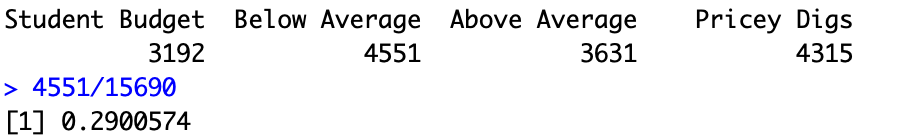 Student Budget  Below Average  Above Average    Pricey Digs
          3192           4551           3631           4315
> 4551/15690
[1] 0.2900574